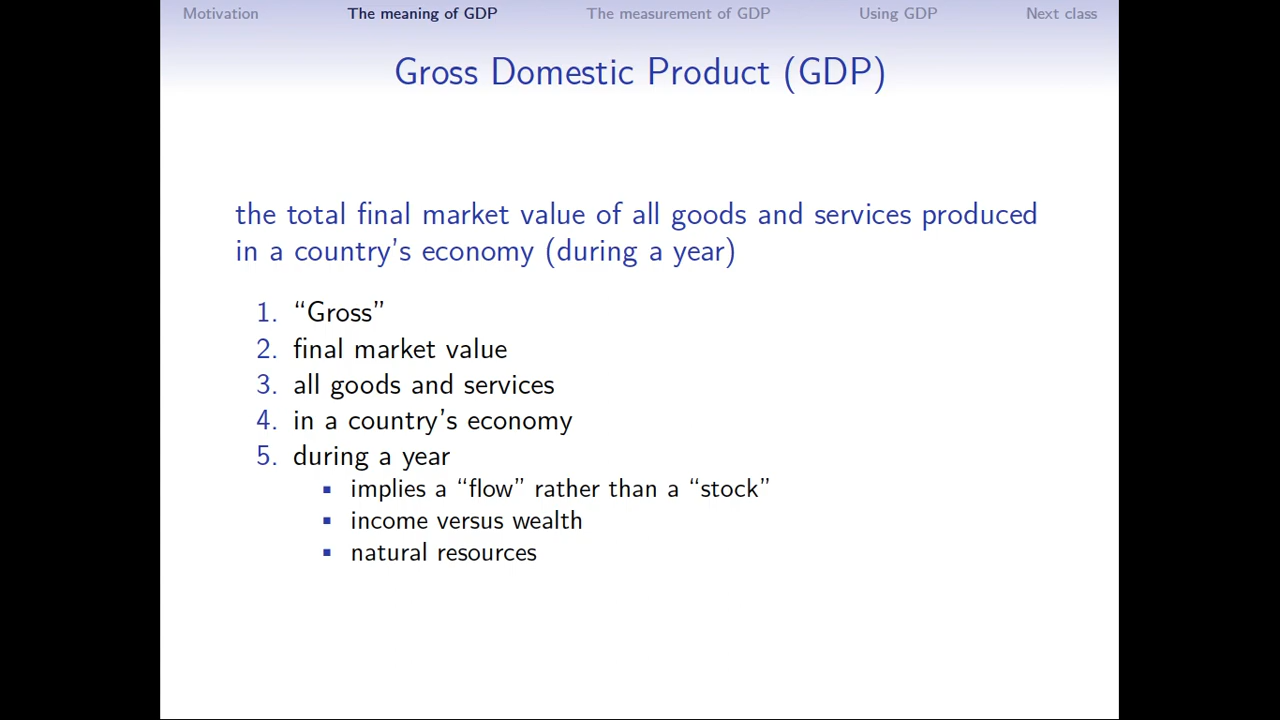 Motivation The meaning of GDP The measurement of GDP Using GDP Next class
Gross Domestic Product (GDP)
the total final market value of all goods and services produced
in a country's economy (during a year)
1. “Gross”
2. final market value
3. all goods and services
4. in a country's economy
5. during a year
▪ implies a “flow” rather than a “stock”
▪ income versus wealth
▪ natural resources